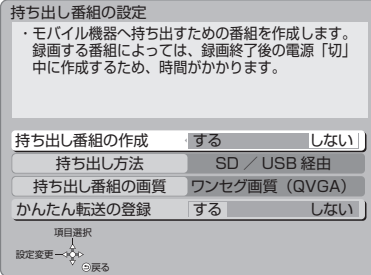 持ち出し番組の設定
・モバイル機器へ持ち出すための番組を作成します。
録画する番組によっては、録画終了後の電源「切」
中に作成するため、時間がかかります。
持ち出し番組の作成 する しない
持ち出し方法 SD ／ USB 経由
持ち出し番組の画質 ワンセグ画質（QVGA）
かんたん転送の登録 する しない
項目選択
設定変更
戻る